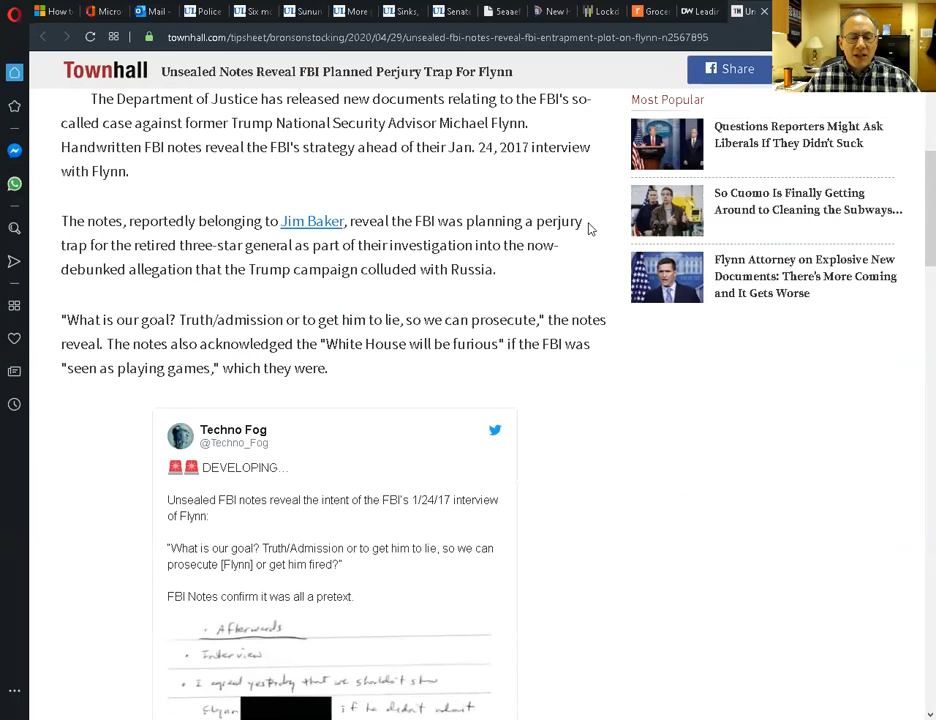 How to
Micro
Mail -
Police
Six mo
Sunun
More
Sinks,
Senat
5eaaef
New H
Lockd
Groce
Leadin
townhall.com/tipsheet/bronsonstocking/2020/04/29/unsealed-fbi-notes-reveal-fbi-entrapment-plot-on-flynn-n2567895
Townhall Unsealed Notes Reveal FBI Planned Perjury Trap For Flynn
Share
The Department of Justice has released new documents relating to the FBI's so-
called case against former Trump National Security Advisor Michael Flynn.
Handwritten FBI notes reveal the FBI's strategy ahead of their Jan. 24, 2017 interview
with Flynn.
The notes, reportedly belonging to Jim Baker, reveal the FBI was planning a perjury
trap for the retired three-star general as part of their investigation into the now-
debunked allegation that the Trump campaign colluded with Russia.
"What is our goal? Truth/admission or to get him to lie, so we can prosecute," the notes
reveal. The notes also acknowledged the "White House will be furious" if the FBI was
"seen as playing games," which they were.
Techno Fog
@Techno_Fog
DEVELOPING...
Unsealed FBI notes reveal the intent of the FBI's 1/24/17 interview
of Flynn:
"What is our goal? Truth/Admission or to get him to lie, so we can
prosecute [Flynn] or get him fired?"
FBI Notes confirm it was all a pretext.
· Afterwards
· Interview
· I agreed yesterday that we shouldn't show
Flynn if he didn't admit
Most Popular
Questions Reporters Might Ask
Liberals If They Didn't Suck
So Cuomo Is Finally Getting
Around to Cleaning the Subways...
Flynn Attorney on Explosive New
Documents: There's More Coming
and It Gets Worse